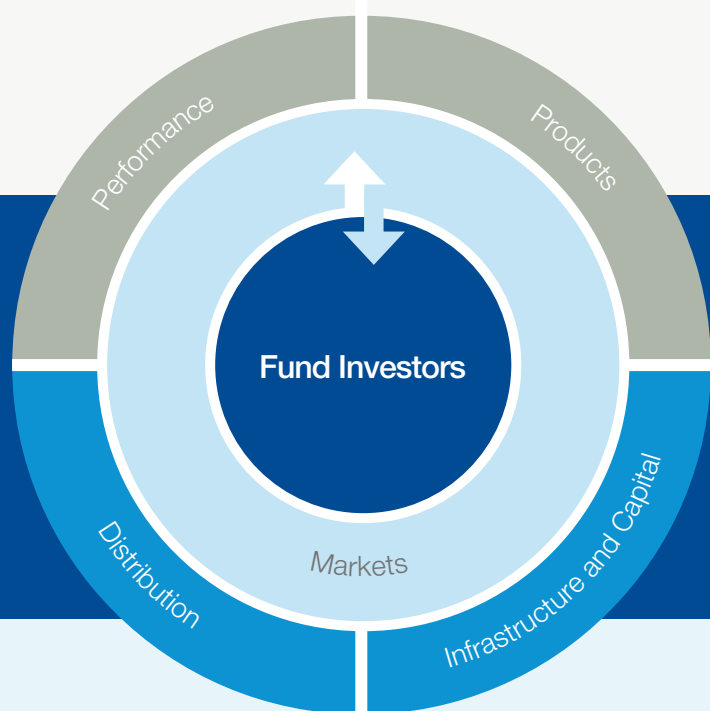 Performance
Products
Fund Investors
Markets
Distribution
Infrastructure and Capital